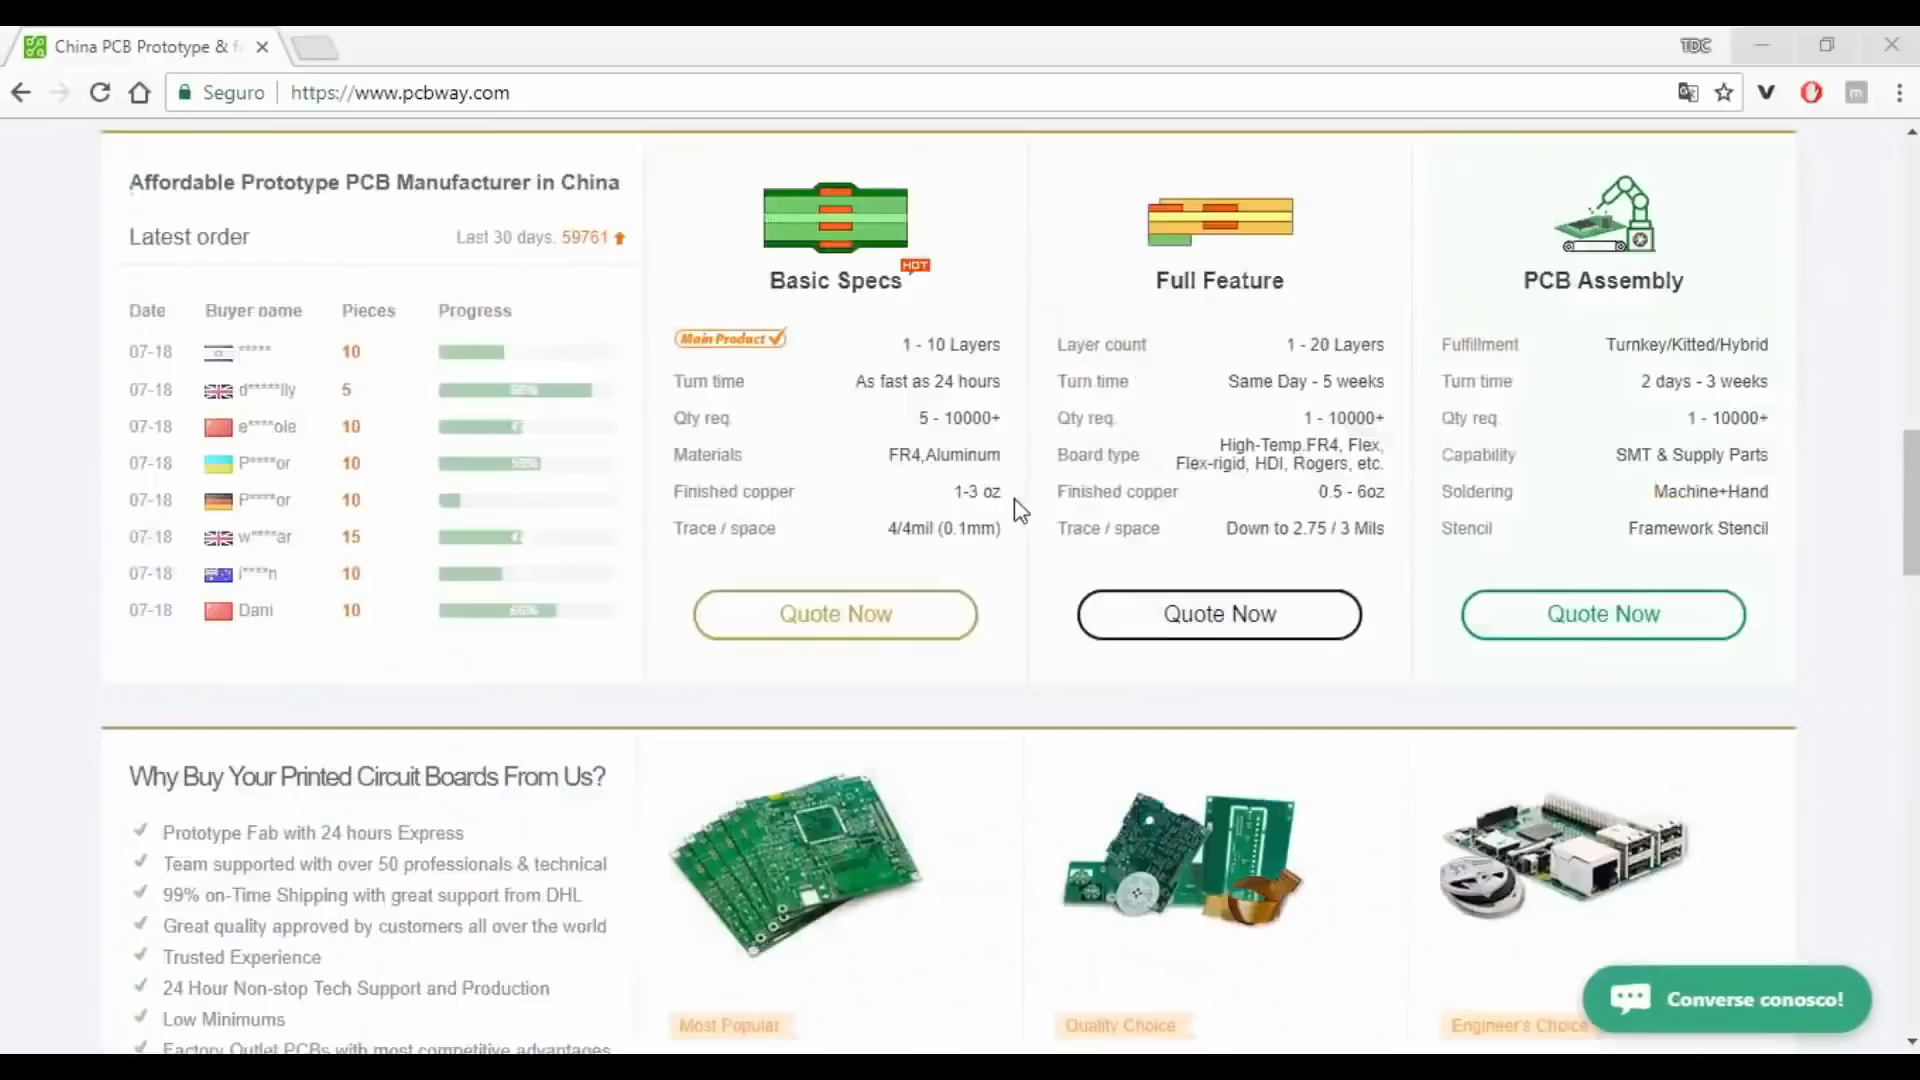 China PCB Prototype & f
TDC
Seguro
https://www.pcbway.com
Affordable Prototype PCB Manufacturer in China
Latest order
Last 30 days. 59761
Date Buyer name Pieces Progress
07-18 ***** 10
07-18 d*****lly 5 86%
07-18 e****ole 10
07-18 P****or 10
07-18 P****or 10
07-18 w****ar 15
07-18 i****n 10
07-18 Dani 10 66%
HOT
Basic Specs
Main Product
1 - 10 Layers
Turn time As fast as 24 hours
Qty req. 5 - 10000+
Materials FR4,Aluminum
Finished copper 1-3 oz
Trace / space 4/4mil (0.1mm)
Quote Now
Full Feature
Layer count 1 - 20 Layers
Turn time Same Day - 5 weeks
Qty req. 1 - 10000+
Board type High-Temp.FR4, Flex,
Flex-rigid, HDI, Rogers, etc.
Finished copper 0.5 - 6oz
Trace / space Down to 2.75 / 3 Mils
Quote Now
PCB Assembly
Fulfillment Turnkey/Kitted/Hybrid
Turn time 2 days - 3 weeks
Qty req. 1 - 10000+
Capability SMT & Supply Parts
Soldering Machine+Hand
Stencil Framework Stencil
Quote Now
Why Buy Your Printed Circuit Boards From Us?
Prototype Fab with 24 hours Express
Team supported with over 50 professionals & technical
99% on-Time Shipping with great support from DHL
Great quality approved by customers all over the world
Trusted Experience
24 Hour Non-stop Tech Support and Production
Low Minimums
Factory Outlet PCBs with most competitive advantages
Most Popular
Quality Choice
Engineer's Choice
Converse conosco!